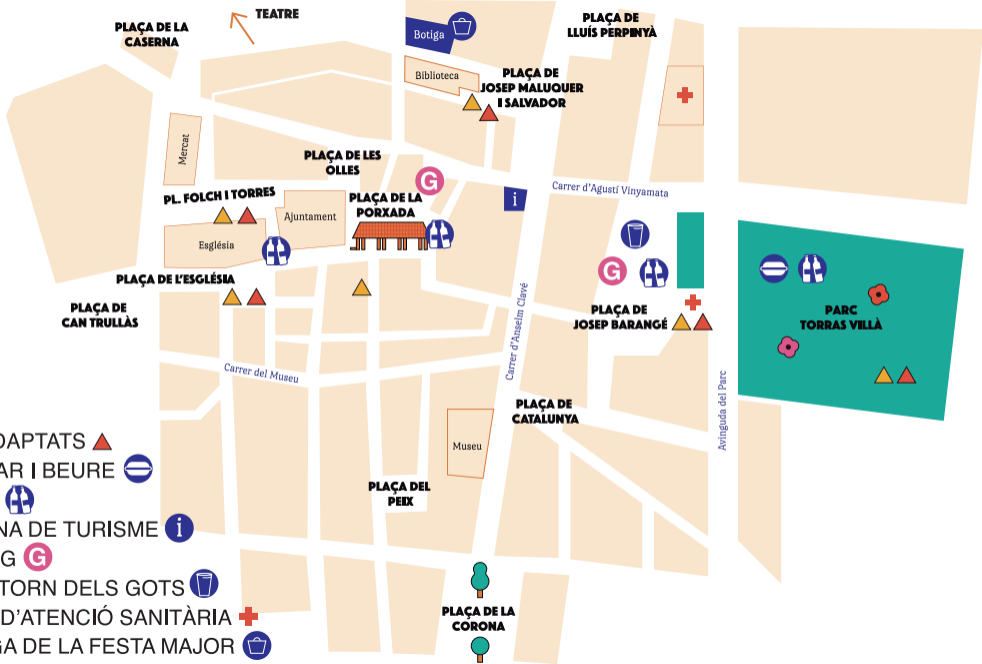 TEATRE
PLAÇA DE LA
CASERNA
Botiga
PLAÇA DE
LLUÍS PERPINYÀ
Biblioteca
PLAÇA DE
JOSEP MALUQUER
I SALVADOR
Mercat
PLAÇA DE LES
OLLES
G
PL. FOLCH I TORRES
Ajuntament
PLAÇA DE LA
PORXADA
i
Carrer d'Agustí Vinyamata
Església
G
PLAÇA DE L'ESGLÉSIA
PLAÇA DE
CAN TRULLÀS
PLAÇA DE
JOSEP BARANGÉ
PARC
TORRAS VILLÀ
Carrer d'Anselm Clavé
Carrer del Museu
Avinguda del Parc
PLAÇA DE
CATALUNYA
Museu
PLAÇA DEL
PEIX
DAPTATS
AR I BEURE
NA DE TURISME i
G G
TORN DELS GOTS
D'ATENCIÓ SANITÀRIA
GA DE LA FESTA MAJOR
PLAÇA DE LA
CORONA